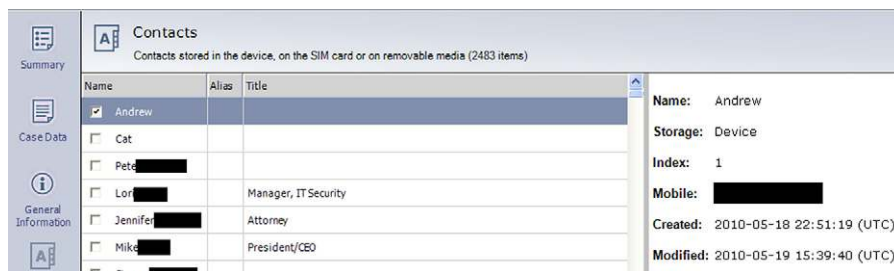 Summary
Case Data
General
Information
Contacts
Contacts stored in the device, on the SIM card or on removable media (2483 items)
Name Alias Title
Andrew
Cat
Pete
Lori Manager, IT Security
Jennifer Attorney
Mike President/CEO
Name: Andrew
Storage: Device
Index: 1
Mobile:
Created: 2010-05-18 22:51:19 (UTC)
Modified: 2010-05-19 15:39:40 (UTC)